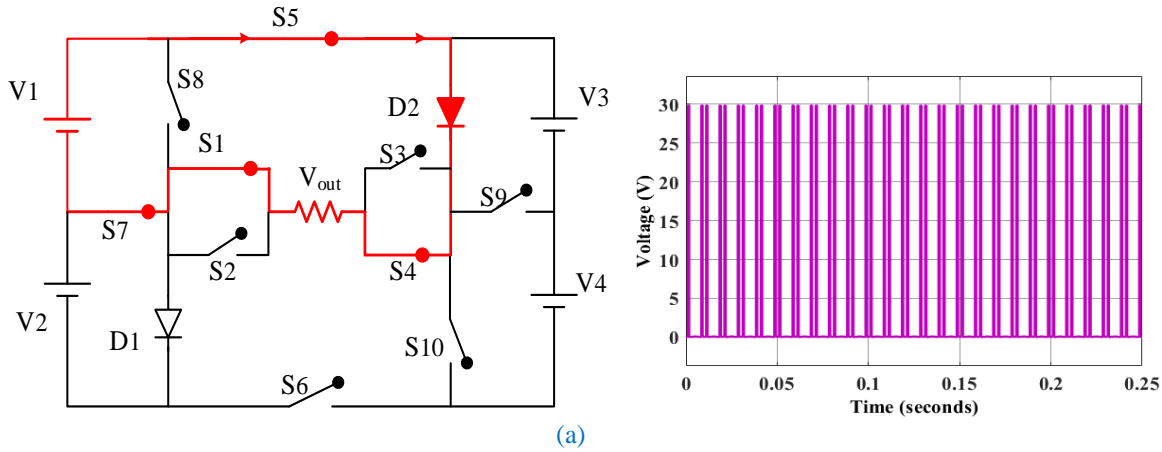 S5
V1
S8
D2
V3
S1
S3
Vout
S9
S7
S2
S4
V4
V2
D1
S10
S6
Voltage (V)
30
25
20
15
10
5
0
0 0.05 0.1 0.15 0.2 0.25
Time (seconds)
(a)